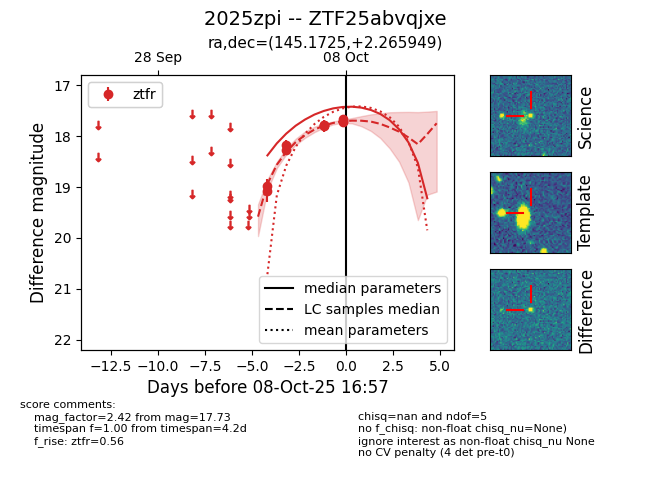 2025zpi -- ZTF25abvqjxe
ra,dec=(145.1725,+2.265949)
28 Sep
08 Oct
ztfr
17
18
19
20
21
22
Difference magnitude
median parameters
LC samples median
mean parameters
−12.5
−10.0
−7.5
−5.0
−2.5
0.0
2.5
5.0
Days before 08-Oct-25 16:57
Science
Template
Difference
score comments:
mag_factor=2.42 from mag=17.73
timespan f=1.00 from timespan=4.2d
f_rise: ztfr=0.56
chisq=nan and ndof=5
no f_chisq: non-float chisq_nu=None)
ignore interest as non-float chisq_nu None
no CV penalty (4 det pre-t0)